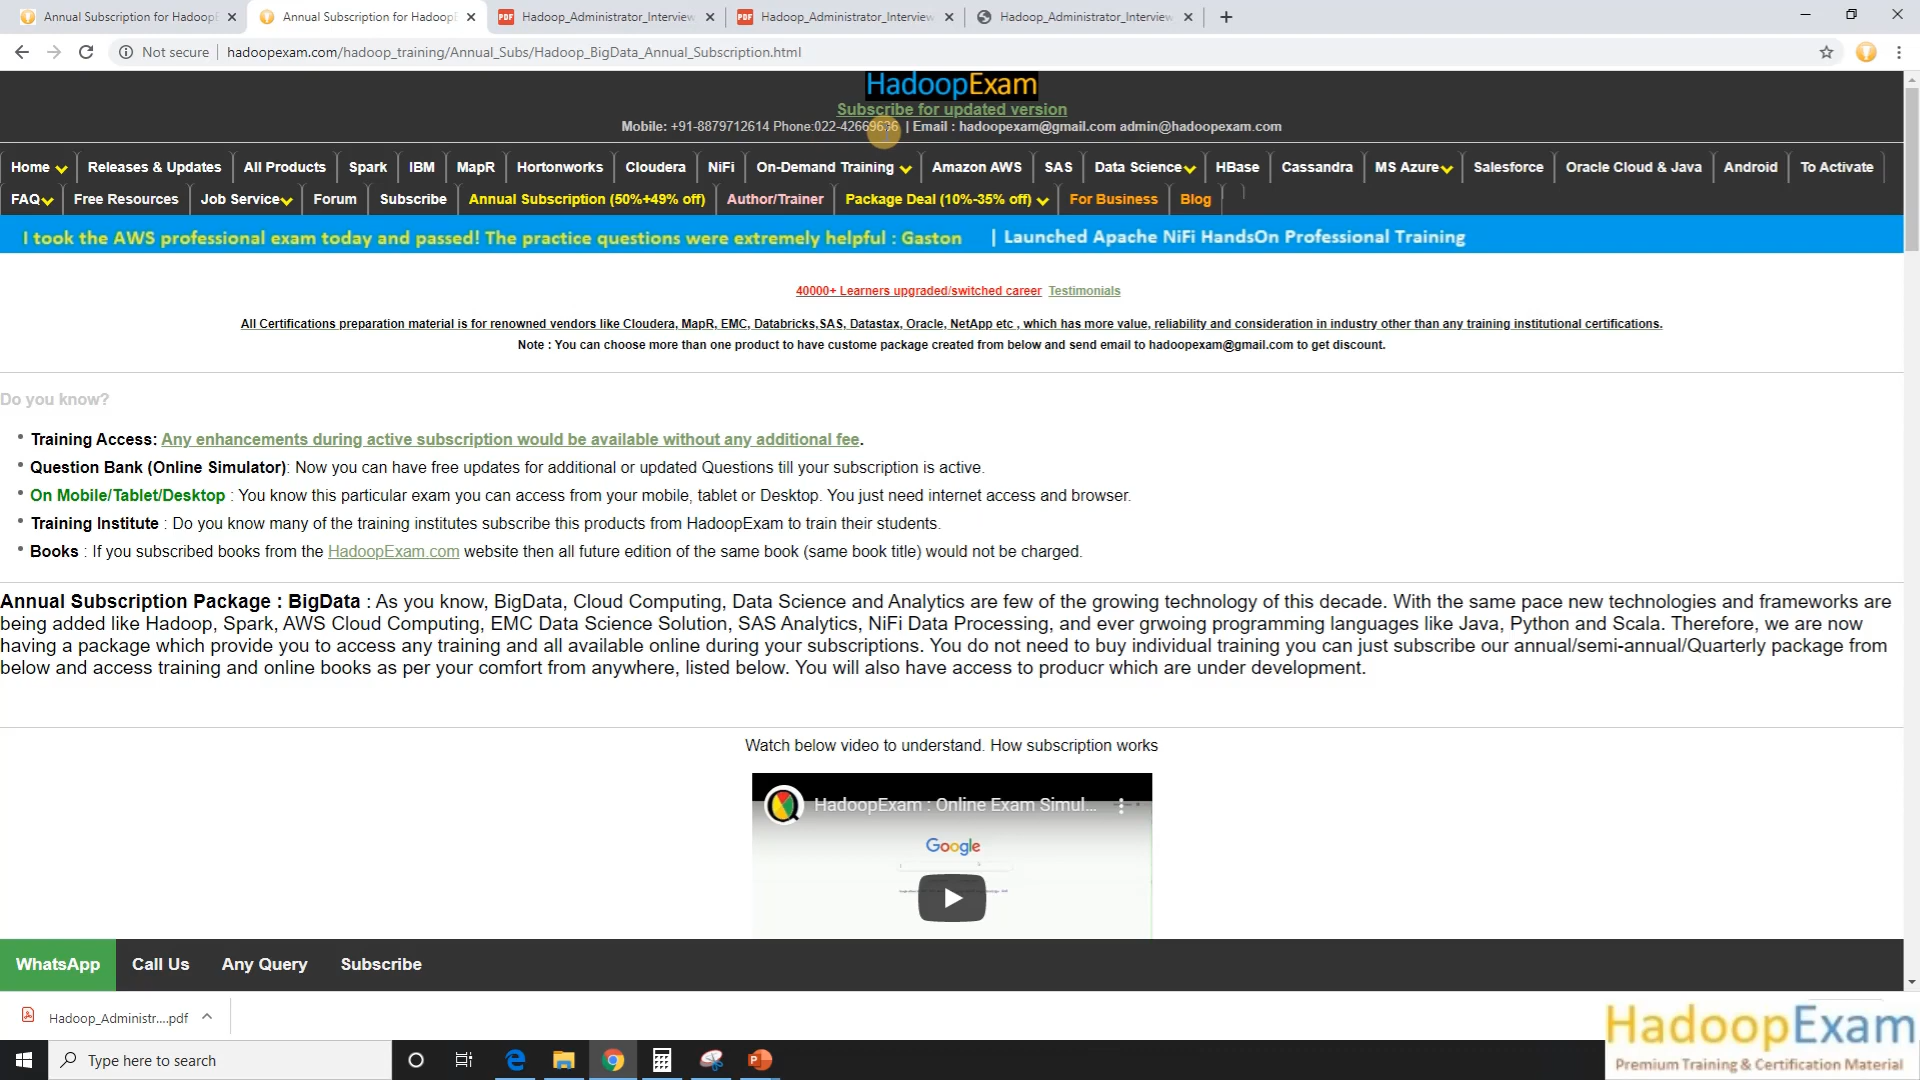 Annual Subscription for Hadoop
Annual Subscription for Hadoop
Hadoop_Administrator_Interview
Hadoop_Administrator_Interview
Hadoop_Administrator_Interview
Not secure | hadoopexam.com/hadoop_training/Annual_Subs/Hadoop_BigData_Annual_Subscription.html
HadoopExam
Subscribe for updated version
Mobile: +91-8879712614 Phone:022-42669636 | Email : hadoopexam@gmail.com admin@hadoopexam.com
Home Releases & Updates All Products Spark IBM MapR Hortonworks Cloudera NiFi On-Demand Training Amazon AWS SAS Data Science HBase Cassandra MS Azure Salesforce Oracle Cloud & Java Android To Activate
FAQ Free Resources Job Service Forum Subscribe Annual Subscription (50%+49% off) Author/Trainer Package Deal (10%-35% off) For Business Blog
I took the AWS professional exam today and passed! The practice questions were extremely helpful : Gaston | Launched Apache NiFi HandsOn Professional Training
40000+ Learners upgraded/switched career Testimonials
All Certifications preparation material is for renowned vendors like Cloudera, MapR, EMC, Databricks,SAS, Datastax, Oracle, NetApp etc , which has more value, reliability and consideration in industry other than any training institutional certifications.
Note : You can choose more than one product to have custome package created from below and send email to hadoopexam@gmail.com to get discount.
Do you know?
• Training Access: Any enhancements during active subscription would be available without any additional fee.
• Question Bank (Online Simulator): Now you can have free updates for additional or updated Questions till your subscription is active.
• On Mobile/Tablet/Desktop : You know this particular exam you can access from your mobile, tablet or Desktop. You just need internet access and browser.
• Training Institute : Do you know many of the training institutes subscribe this products from HadoopExam to train their students.
• Books : If you subscribed books from the HadoopExam.com website then all future edition of the same book (same book title) would not be charged.
Annual Subscription Package : BigData : As you know, BigData, Cloud Computing, Data Science and Analytics are few of the growing technology of this decade. With the same pace new technologies and frameworks are
being added like Hadoop, Spark, AWS Cloud Computing, EMC Data Science Solution, SAS Analytics, NiFi Data Processing, and ever grwoing programming languages like Java, Python and Scala. Therefore, we are now
having a package which provide you to access any training and all available online during your subscriptions. You do not need to buy individual training you can just subscribe our annual/semi-annual/Quarterly package from
below and access training and online books as per your comfort from anywhere, listed below. You will also have access to producr which are under development.
Watch below video to understand. How subscription works
HadoopExam : Online Exam Simul...
Google
WhatsApp Call Us Any Query Subscribe
Hadoop_Administr....pdf
HadoopExam
Premium Training & Certification Material
Type here to search